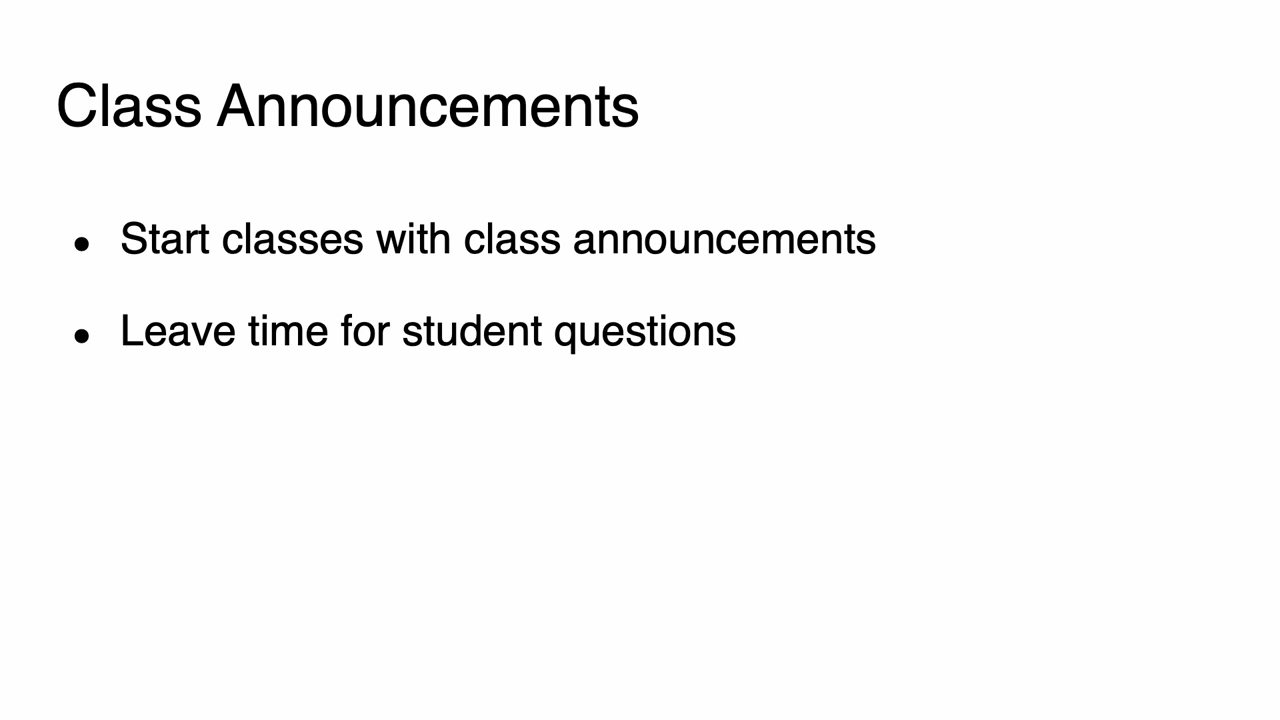 Class Announcements
● Start classes with class announcements
● Leave time for student questions